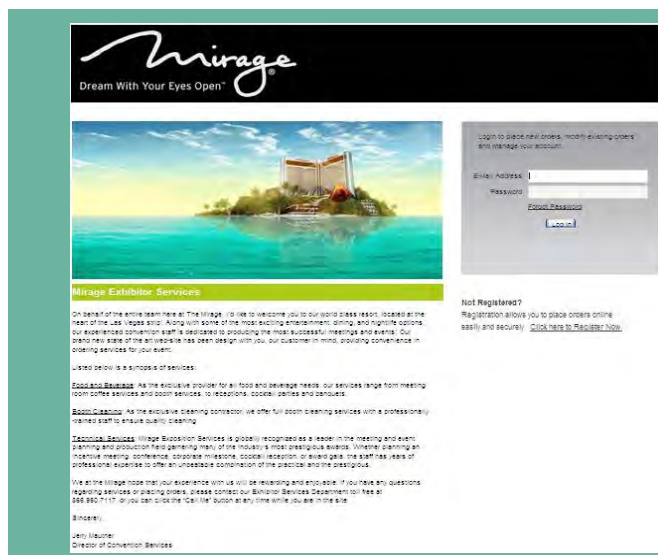 Mirage®
Dream With Your Eyes Open™
Login to place new orders, modify existing orders
and manage your account.
E-Mail Address
Password
Forgot Password
Log In
Mirage Exhibitor Services
On behalf of the entire team here at The Mirage, I'd like to welcome you to our world class resort, located at the
heart of the Las Vegas strip! Along with some of the most exciting entertainment, dining, and nightlife options,
our experienced convention staff is dedicated to producing the most successful meetings and events! Our
brand new state of the art web-site has been design with you, our customer in mind, providing convenience in
ordering services for your event.
Listed below is a synopsis of services:
Food and Beverage: As the exclusive provider for all food and beverage needs, our services range from meeting
room coffee services and booth services, to receptions, cocktail parties and banquets.
Booth Cleaning: As the exclusive cleaning contractor, we offer full booth cleaning services with a professionally
-trained staff to ensure quality cleaning
Technical Services: Mirage Exposition Services is globally recognized as a leader in the meeting and event
planning and production field garnering many of the industry's most prestigious awards. Whether planning an
incentive meeting, conference, corporate milestone, cocktail reception, or award gala, the staff has years of
professional expertise to offer an unbeatable combination of the practical and the prestigious.
We at the Mirage hope that your experience with us will be rewarding and enjoyable. If you have any questions
regarding services or placing orders, please contact our Exhibitor Services Department toll free at
866.950.7117 or you can click the "Call Me" button at any time while you are in the site.
Sincerely,
Jerry Mautner
Director of Convention Services
Not Registered?
Registration allows you to place orders online
easily and securely. Click here to Register Now.